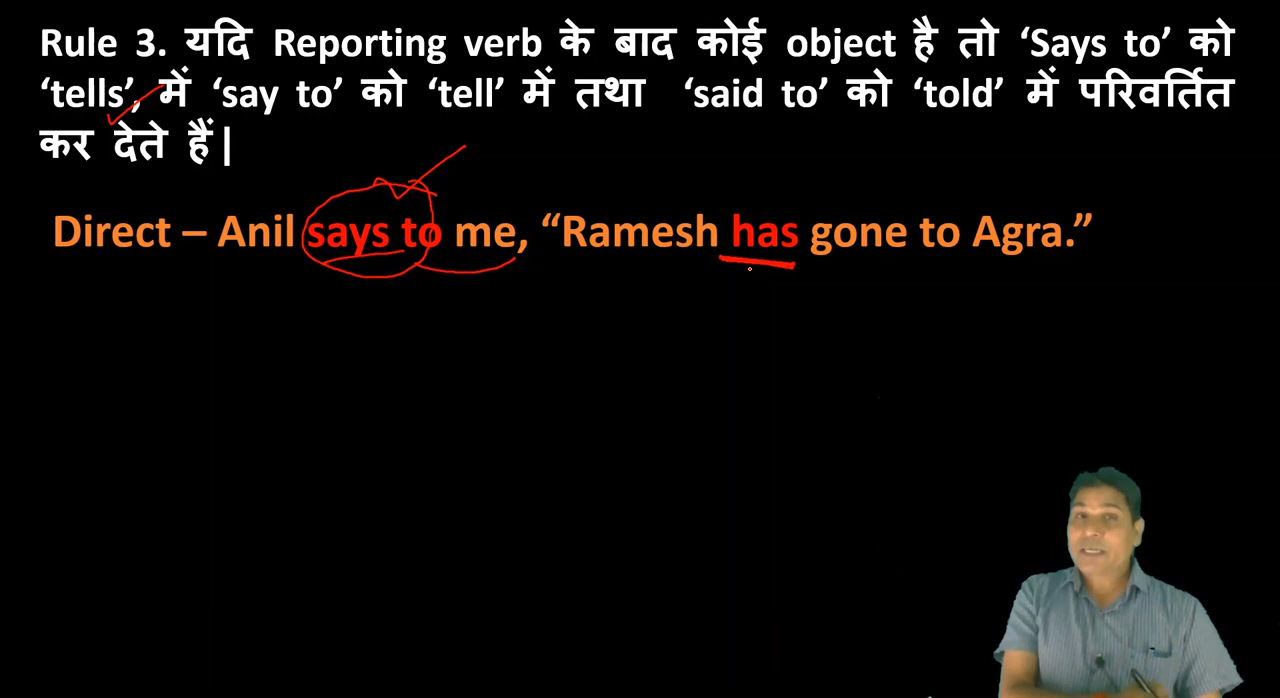 Rule 3. यदि Reporting verb के बाद कोई object है तो ‘Says to’ को
‘tells’, में ‘say to’ को ‘tell’ में तथा ‘said to’ को ‘told’ में परिवर्तित
कर देते हैं|
Direct – Anil says to me, “Ramesh has gone to Agra.”